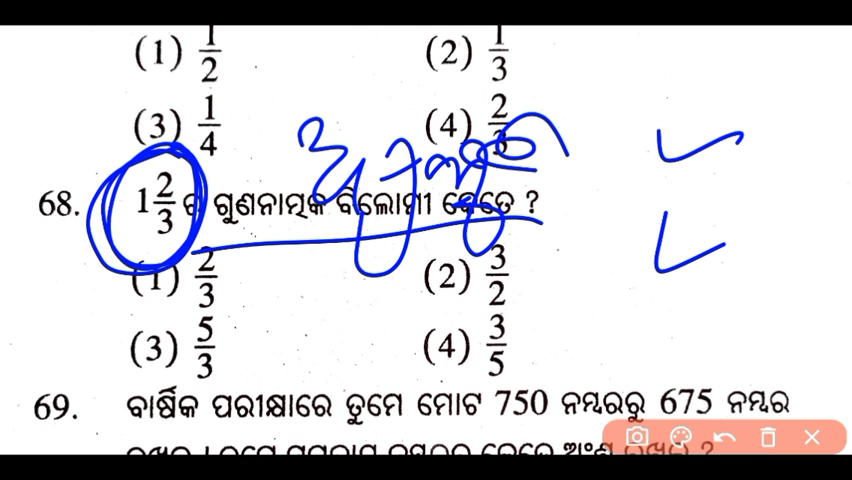 (1) 1/2 (2) 1/3
(3) 1/4 (4) 2/3
68. 1 2/3 ର ଗୁଣନାତ୍ମକ ବିଲୋମୀ କେତେ ?
(1) 2/3 (2) 3/2
(3) 5/3 (4) 3/5
69. ବାର୍ଷିକ ପରୀକ୍ଷାରେ ତୁମେ ମୋଟ 750 ନମ୍ବରରୁ 675 ନମ୍ବର